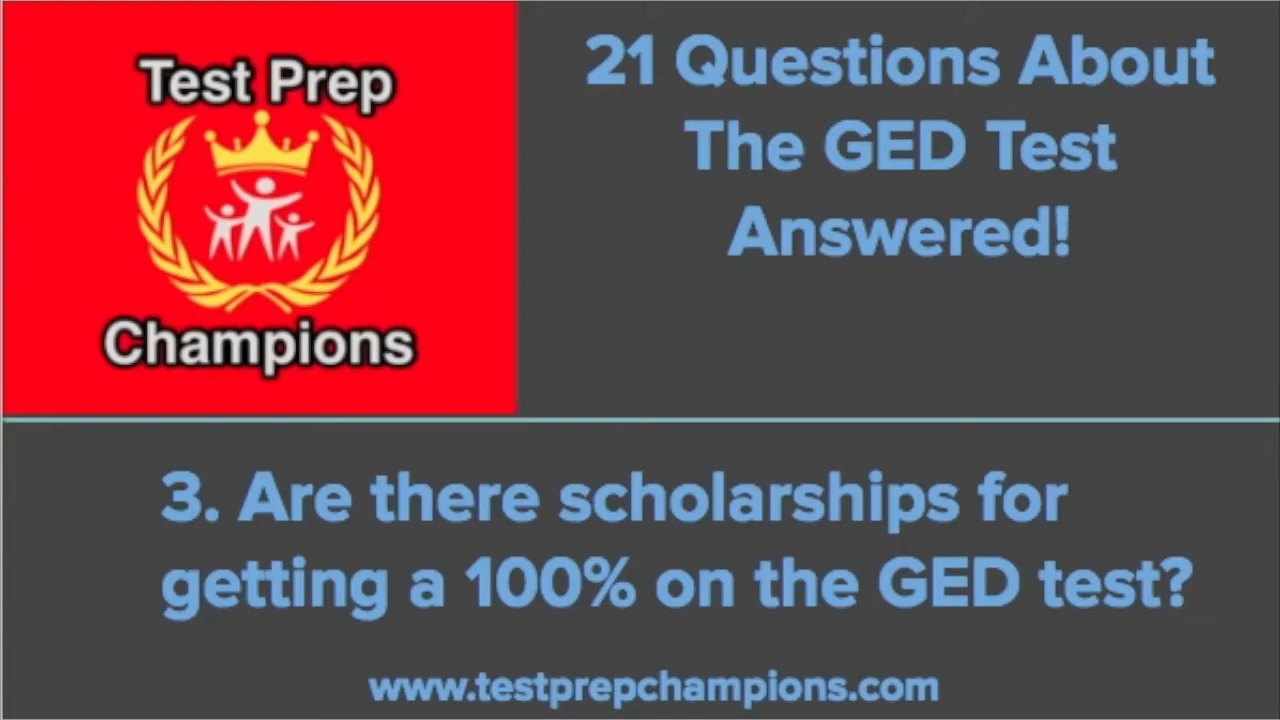 Test Prep
Champions
21 Questions About
The GED Test
Answered!
3. Are there scholarships for
getting a 100% on the GED test?
www.testprepchampions.com